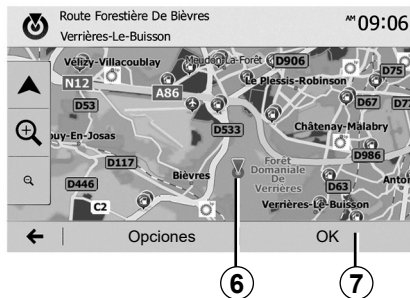 Route Forestière De Bièvres
Verrières-Le-Buisson
AM 09:06
Vélizy-Villacoublay
Meudon-La-Forêt
D906
Le Plessis-Robinson
D75
N12
A86
D53
D67
D533
Châtenay-Malabry
uy-En-Josas
D117
D986
Forêt
Domaniale
De
Verrières
Bièvres
D446
D63
Anto
C2
Verrières-Le-Buisson
Opciones
OK
6
7